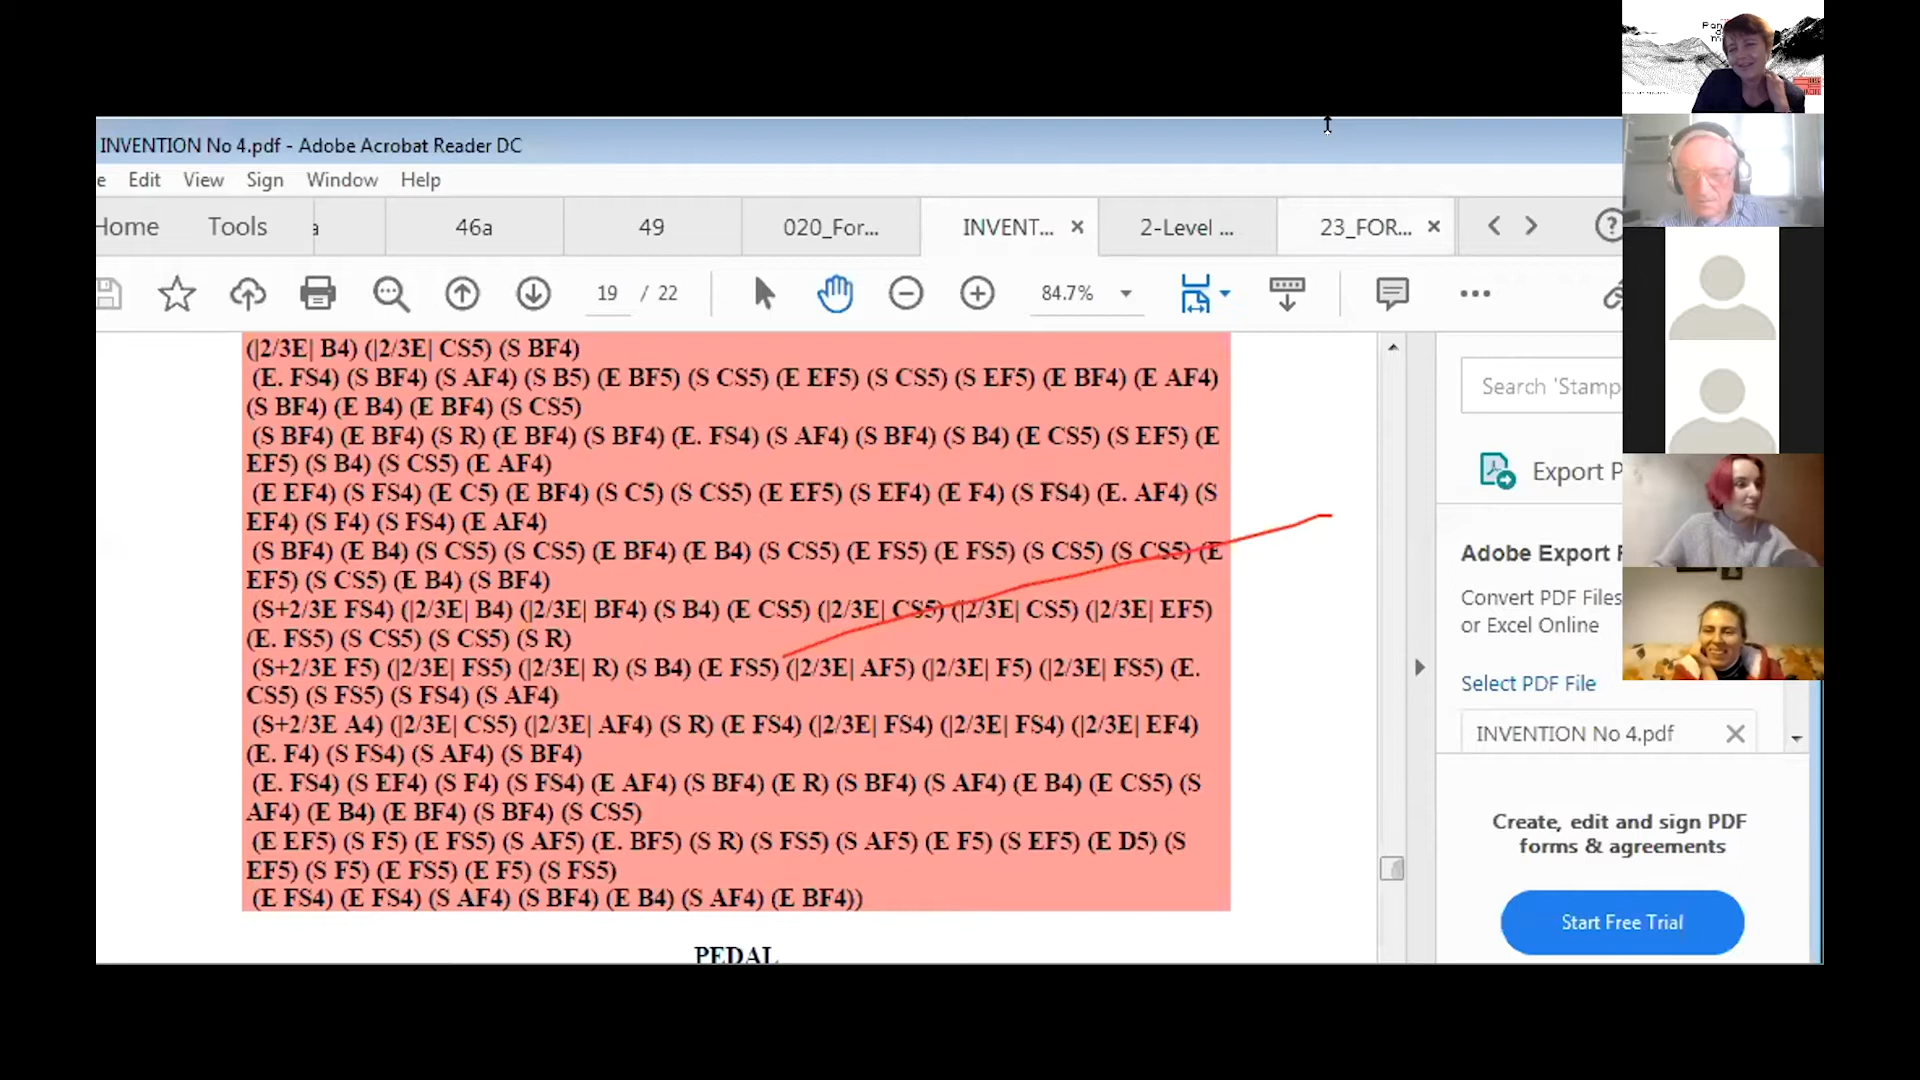 INVENTION No 4.pdf - Adobe Acrobat Reader DC
e Edit View Sign Window Help
Home Tools a 46a 49 020_For... INVENT... 2-Level ... 23_FOR...
19 / 22 84.7%
(|2/3E| B4) (|2/3E| CS5) (S BF4)
(E. FS4) (S BF4) (S AF4) (S B5) (E BF5) (S CS5) (E EF5) (S CS5) (S EF5) (E BF4) (E AF4)
(S BF4) (E B4) (E BF4) (S CS5)
(S BF4) (E BF4) (S R) (E BF4) (S BF4) (E. FS4) (S AF4) (S BF4) (S B4) (E CS5) (S EF5) (E
EF5) (S B4) (S CS5) (E AF4)
(E EF4) (S FS4) (E C5) (E BF4) (S C5) (S CS5) (E EF5) (S EF4) (E F4) (S FS4) (E. AF4) (S
EF4) (S F4) (S FS4) (E AF4)
(S BF4) (E B4) (S CS5) (S CS5) (E BF4) (E B4) (S CS5) (E FS5) (E FS5) (S CS5) (S CS5) (E
EF5) (S CS5) (E B4) (S BF4)
(S+2/3E FS4) (|2/3E| B4) (|2/3E| BF4) (S B4) (E CS5) (|2/3E| CS5) (|2/3E| CS5) (|2/3E| EF5)
(E. FS5) (S CS5) (S CS5) (S R)
(S+2/3E F5) (|2/3E| FS5) (|2/3E| R) (S B4) (E FS5) (|2/3E| AF5) (|2/3E| F5) (|2/3E| FS5) (E.
CS5) (S FS5) (S FS4) (S AF4)
(S+2/3E A4) (|2/3E| CS5) (|2/3E| AF4) (S R) (E FS4) (|2/3E| FS4) (|2/3E| FS4) (|2/3E| EF4)
(E. F4) (S FS4) (S AF4) (S BF4)
(E. FS4) (S EF4) (S F4) (S FS4) (E AF4) (S BF4) (E R) (S BF4) (S AF4) (E B4) (E CS5) (S
AF4) (E B4) (E BF4) (S BF4) (S CS5)
(E EF5) (S F5) (E FS5) (S AF5) (E. BF5) (S R) (S FS5) (S AF5) (E F5) (S EF5) (E D5) (S
EF5) (S F5) (E FS5) (E F5) (S FS5)
(E FS4) (E FS4) (S AF4) (S BF4) (E B4) (S AF4) (E BF4))
PEDAL
Search 'Stamp
Export P
Adobe Export
Convert PDF Files
or Excel Online
Select PDF File
INVENTION No 4.pdf
Create, edit and sign PDF
forms & agreements
Start Free Trial